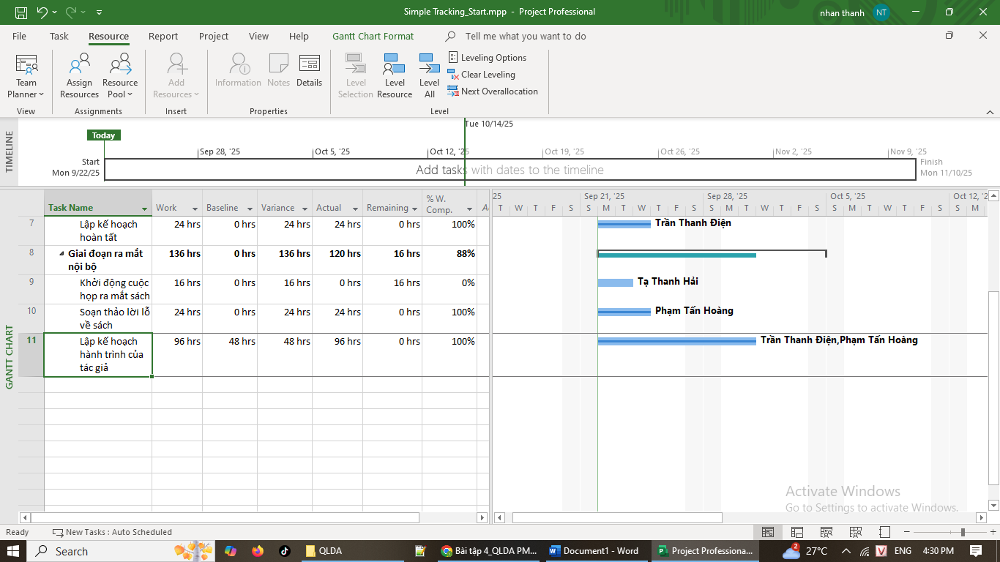 Simple Tracking_Start.mpp - Project Professional
nhan thanh NT
File Task Resource Report Project View Help Gantt Chart Format Tell me what you want to do
Team Planner
Assign Resources
Resource Pool
Add Resources
Information
Notes
Details
Level Selection
Level Resource
Level All
Leveling Options
Clear Leveling
Next Overallocation
View Assignments Insert Properties Level
TIMELINE
Tue 10/14/25
Today
Sep 28, '25 Oct 5, '25 Oct 12, '25 Oct 19, '25 Oct 26, '25 Nov 2, '25 Nov 9, '25
Start
Mon 9/22/25
Add tasks with dates to the timeline
Finish
Mon 11/10/25
GANTT CHART
Task Name Work Baseline Variance Actual Remaining % W. Comp.
25 Sep 21, '25 Sep 28, '25 Oct 5, '25 Oct 12, '2
T W T F S S M T W T F S S M T W T F S S M T W T F S S M
7 Lập kế hoạch hoàn tất 24 hrs 0 hrs 24 hrs 24 hrs 0 hrs 100% Trần Thanh Điện
8 Giai đoạn ra mắt nội bộ 136 hrs 0 hrs 136 hrs 120 hrs 16 hrs 88%
9 Khởi động cuộc họp ra mắt sách 16 hrs 0 hrs 16 hrs 0 hrs 16 hrs 0% Tạ Thanh Hải
10 Soạn thảo lời lỗ về sách 24 hrs 0 hrs 24 hrs 24 hrs 0 hrs 100% Phạm Tấn Hoàng
11 Lập kế hoạch hành trình của tác giả 96 hrs 48 hrs 48 hrs 96 hrs 0 hrs 100% Trần Thanh Điện,Phạm Tấn Hoàng
Activate Windows
Go to Settings to activate Windows.
Ready New Tasks : Auto Scheduled
Search
QLDA
Bài tập 4_QLDA PM...
Document1 - Word
Project Professiona...
2
27°C
V
ENG
4:30 PM